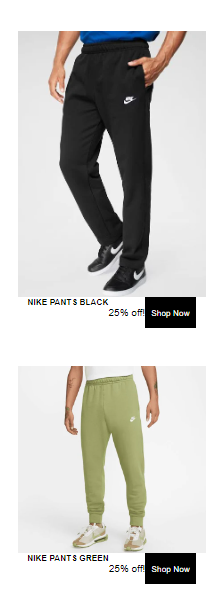 NIKE PANTS BLACK
25% off!
Shop Now
NIKE PANTS GREEN
25% off!
Shop Now